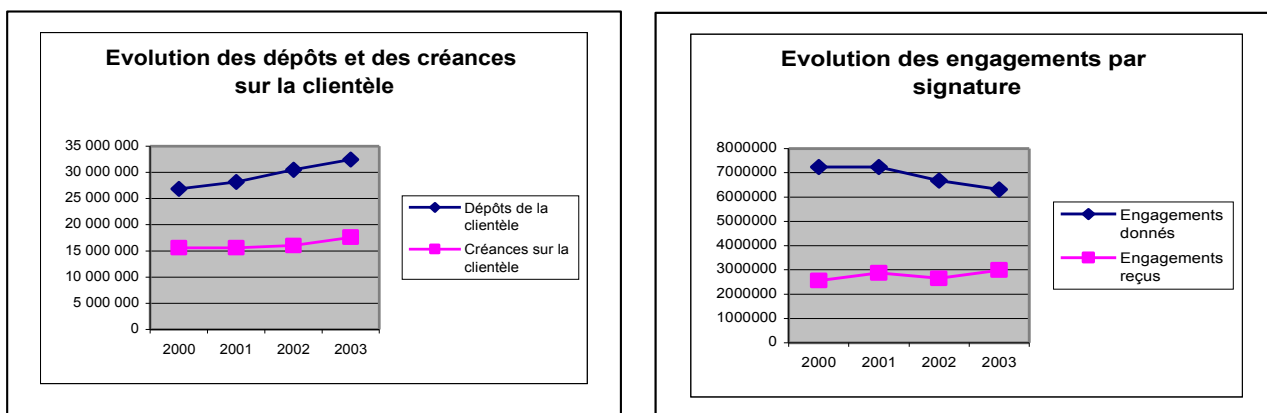 Evolution des dépôts et des créances
sur la clientèle
35 000 000
30 000 000
25 000 000
20 000 000
15 000 000
10 000 000
5 000 000
0
2000 2001 2002 2003
Dépôts de la
clientèle
Créances sur la
clientèle
Evolution des engagements par
signature
8000000
7000000
6000000
5000000
4000000
3000000
2000000
1000000
0
2000 2001 2002 2003
Engagements
donnés
Engagements
reçus